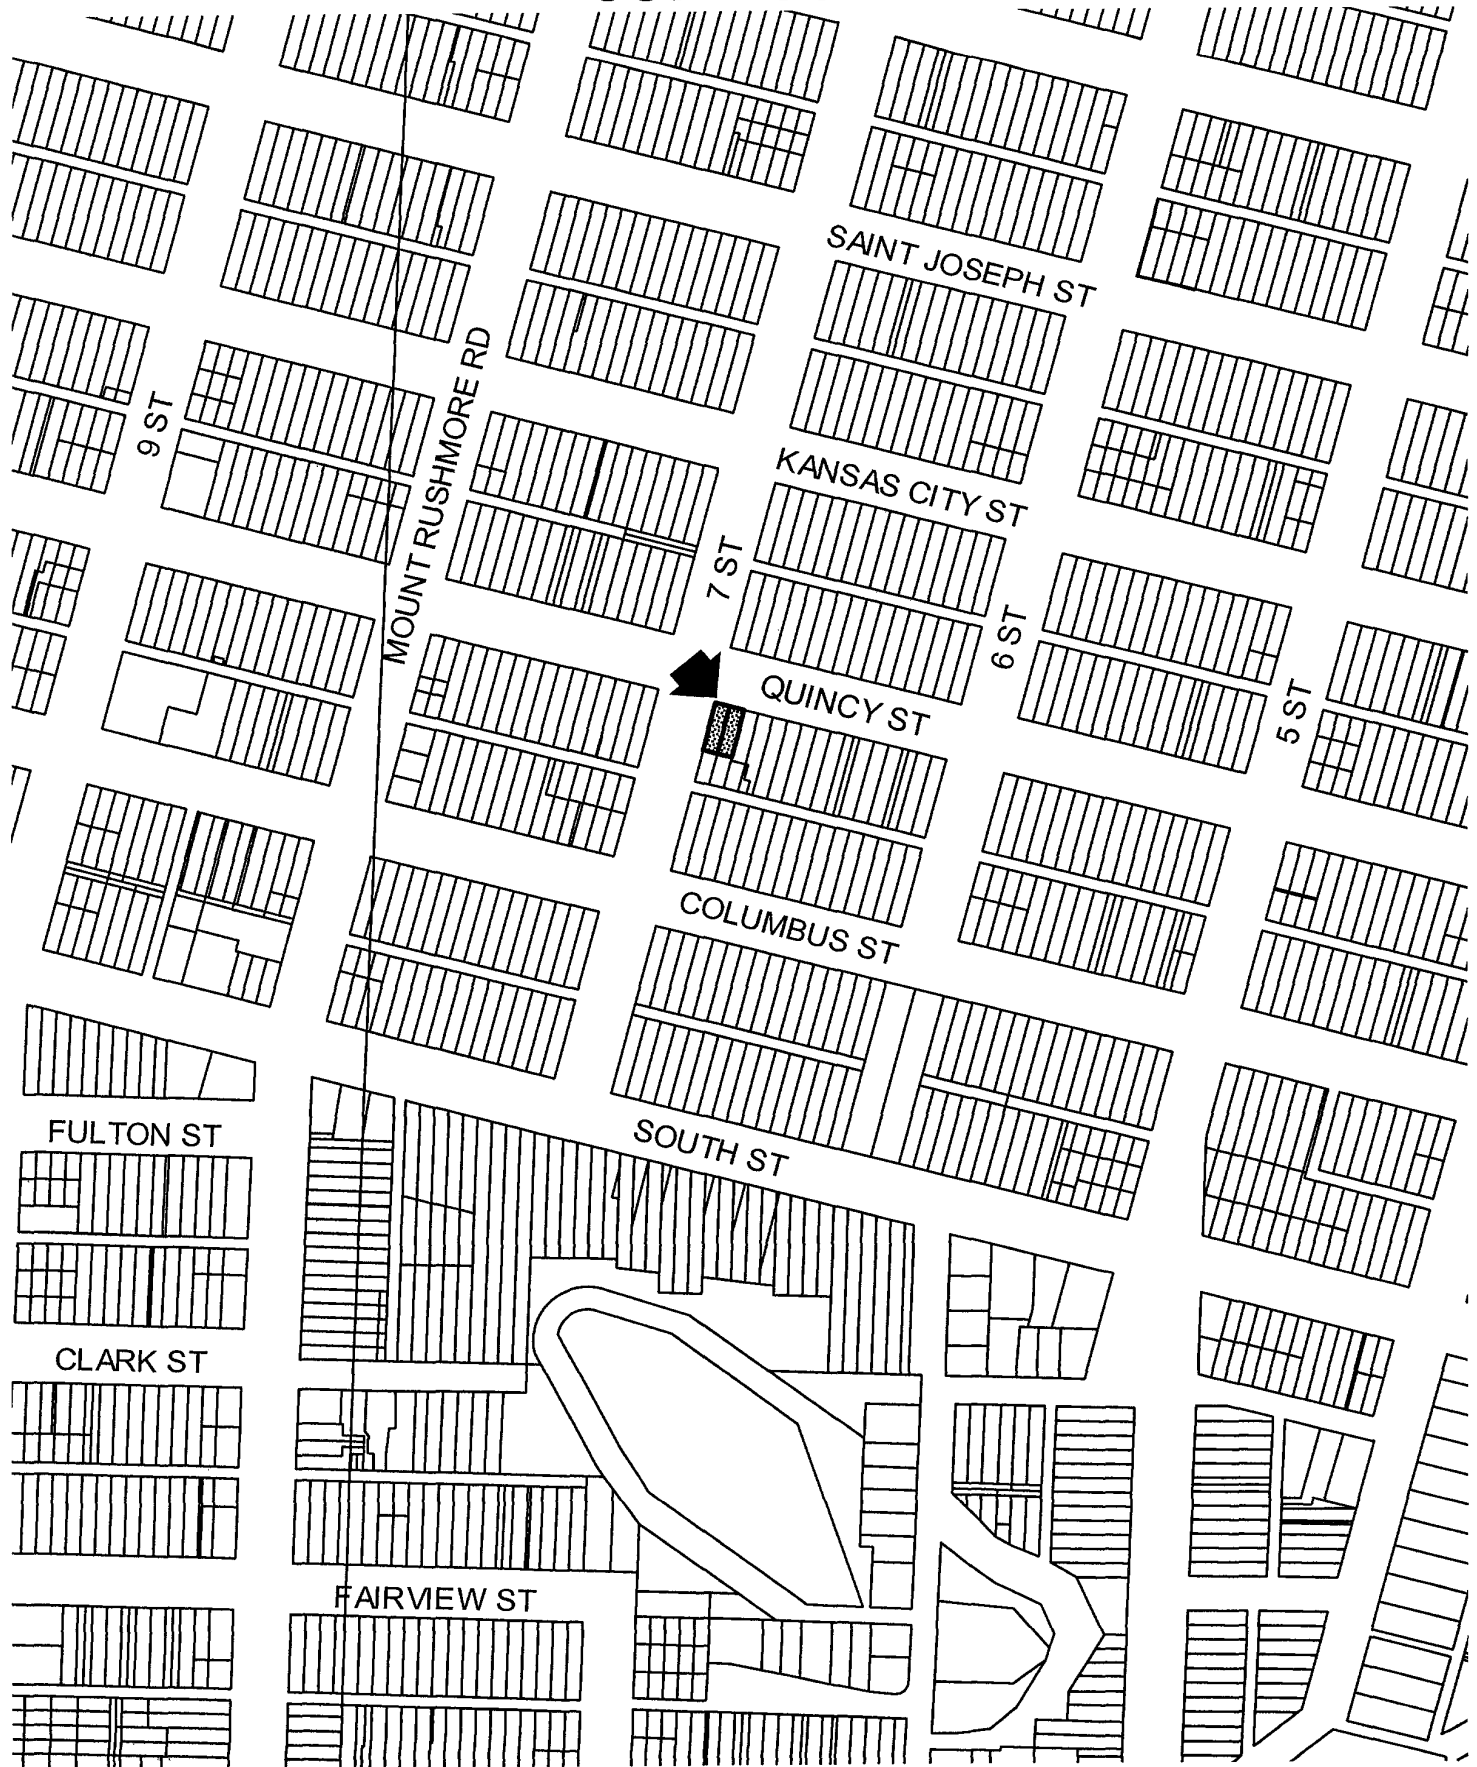 SAINT JOSEPH ST
MOUNT RUSHMORE RD
9 ST
KANSAS CITY ST
7 ST
6 ST
QUINCY ST
5 ST
COLUMBUS ST
FULTON ST
SOUTH ST
CLARK ST
FAIRVIEW ST